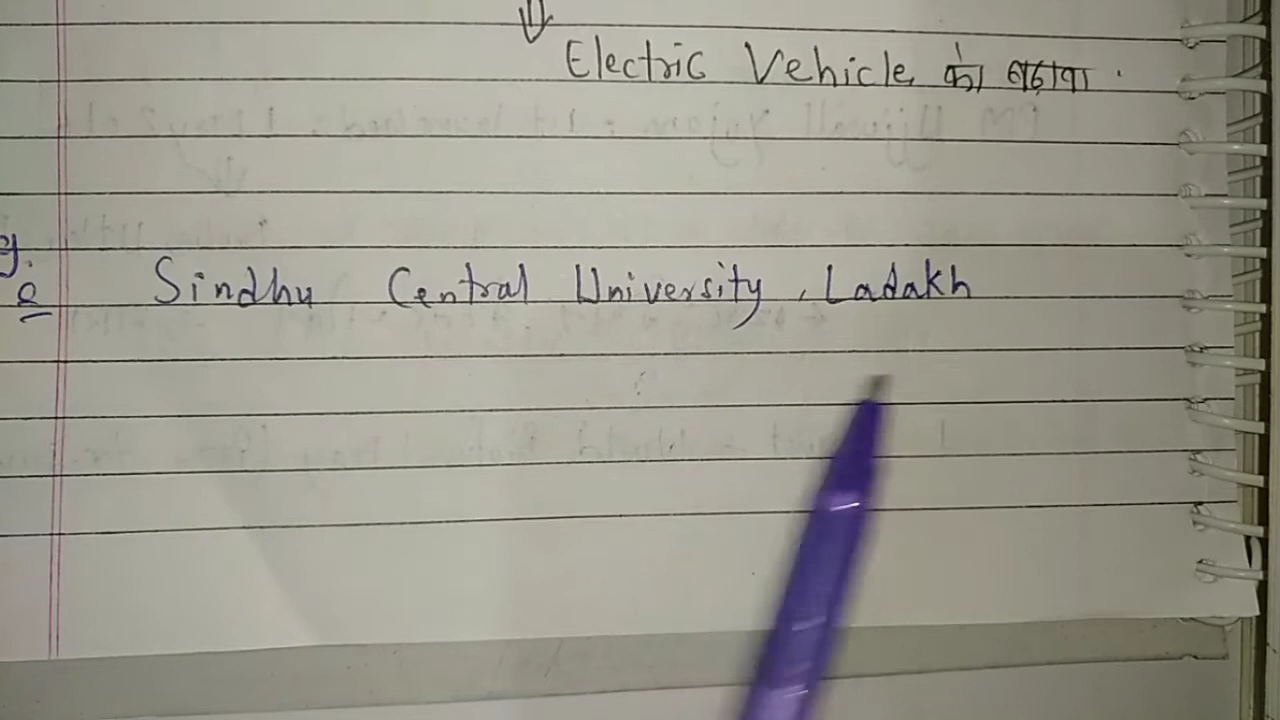 Electric Vehicle को बढ़ावा .
Sindhu Central University, Ladakh